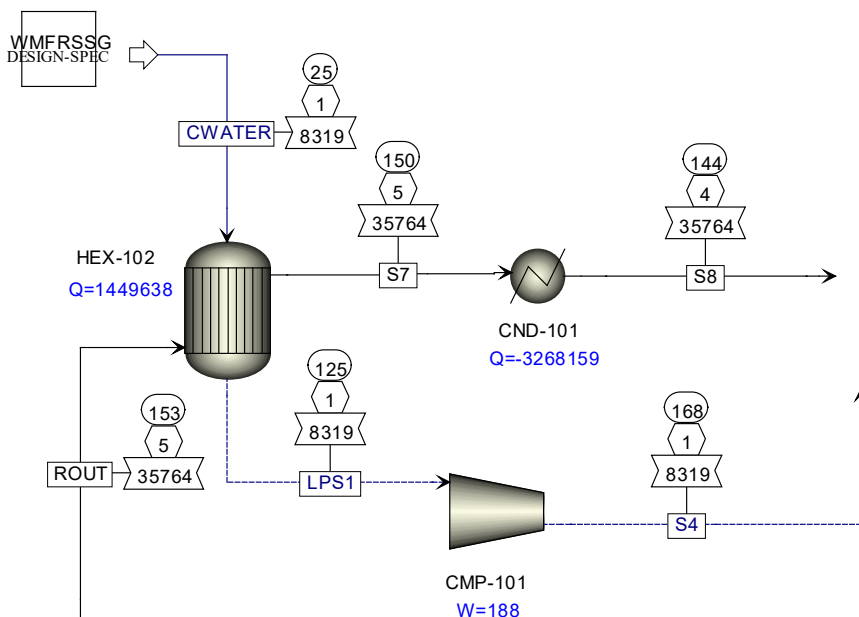 WMFRSSG
DESIGN-SPEC
25
1
CWATER
8319
150
5
35764
144
4
35764
HEX-102
Q=1449638
S7
S8
CND-101
Q=-3268159
125
1
8319
153
5
ROUT
35764
LPS1
168
1
8319
S4
CMP-101
W=188